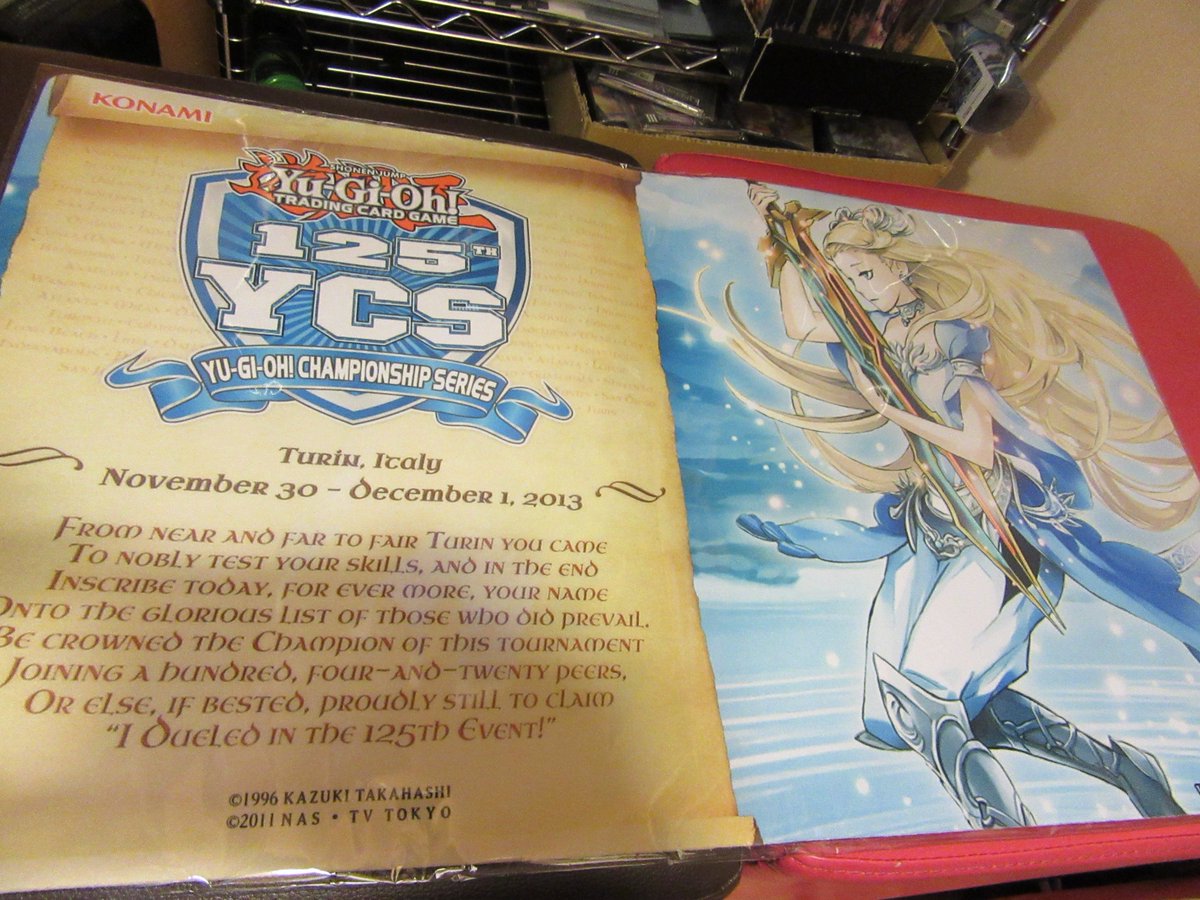 KONAMI
SHONEN JUMP
Yu-Gi-Oh!
TRADING CARD GAME
125TH
YCS
YU-GI-OH! CHAMPIONSHIP SERIES
Turin, Italy
November 30 – December 1, 2013
From near and far to fair Turin you came
To nobly test your skills, and in the end
Inscribe today, for ever more, your name
Onto the glorious list of those who did prevail.
Be crowned the Champion of this tournament
Joining a hundred, four-and-twenty peers,
Or else, if bested, proudly still to claim
“I Dueled in the 125th Event!”
©1996 KAZUKI TAKAHASHI
©2011 NAS • TV TOKYO